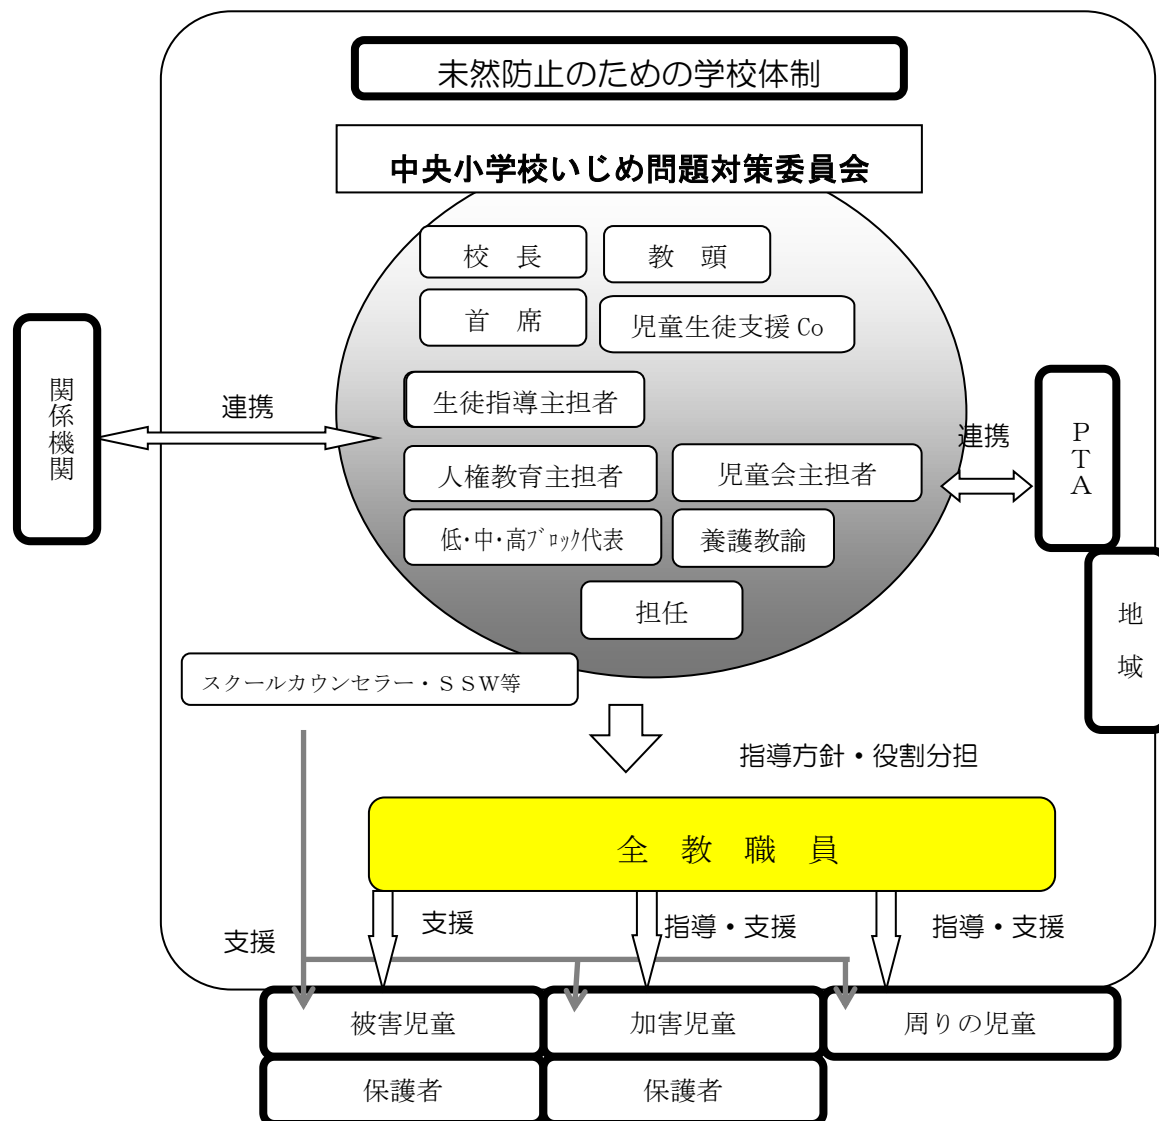 未然防止のための学校体制
中央小学校いじめ問題対策委員会
校　長
教　頭
首　席
児童生徒支援 Co
生徒指導主担者
人権教育主担者
児童会主担者
低･中･高ﾌﾞﾛｯｸ代表
養護教諭
担任
スクールカウンセラー・ＳＳＷ等
関係機関
連携
連携
ＰＴＡ
地域
指導方針・役割分担
全　教　職　員
支援
支援
指導・支援
指導・支援
被害児童
加害児童
周りの児童
保護者
保護者